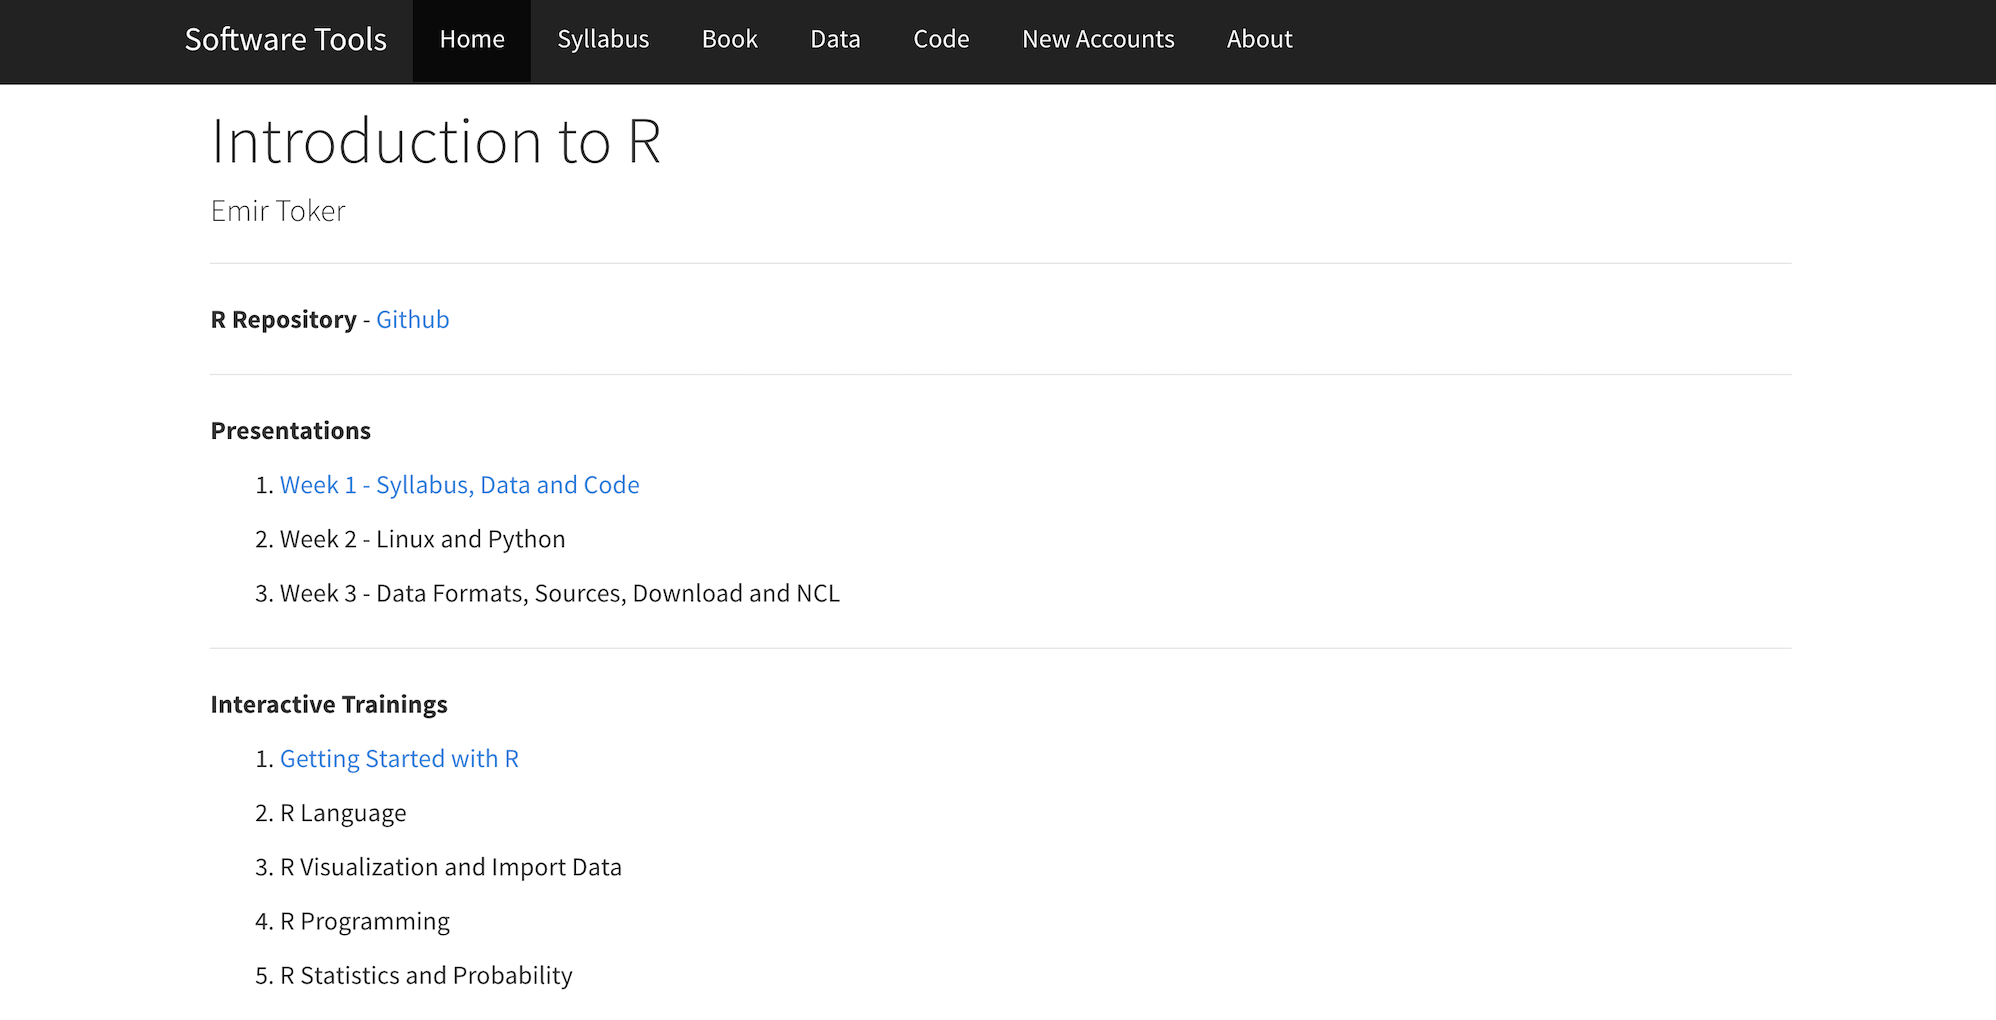 Software Tools Home Syllabus Book Data Code New Accounts About
Introduction to R
Emir Toker
R Repository - Github
Presentations
1. Week 1 - Syllabus, Data and Code
2. Week 2 - Linux and Python
3. Week 3 - Data Formats, Sources, Download and NCL
Interactive Trainings
1. Getting Started with R
2. R Language
3. R Visualization and Import Data
4. R Programming
5. R Statistics and Probability